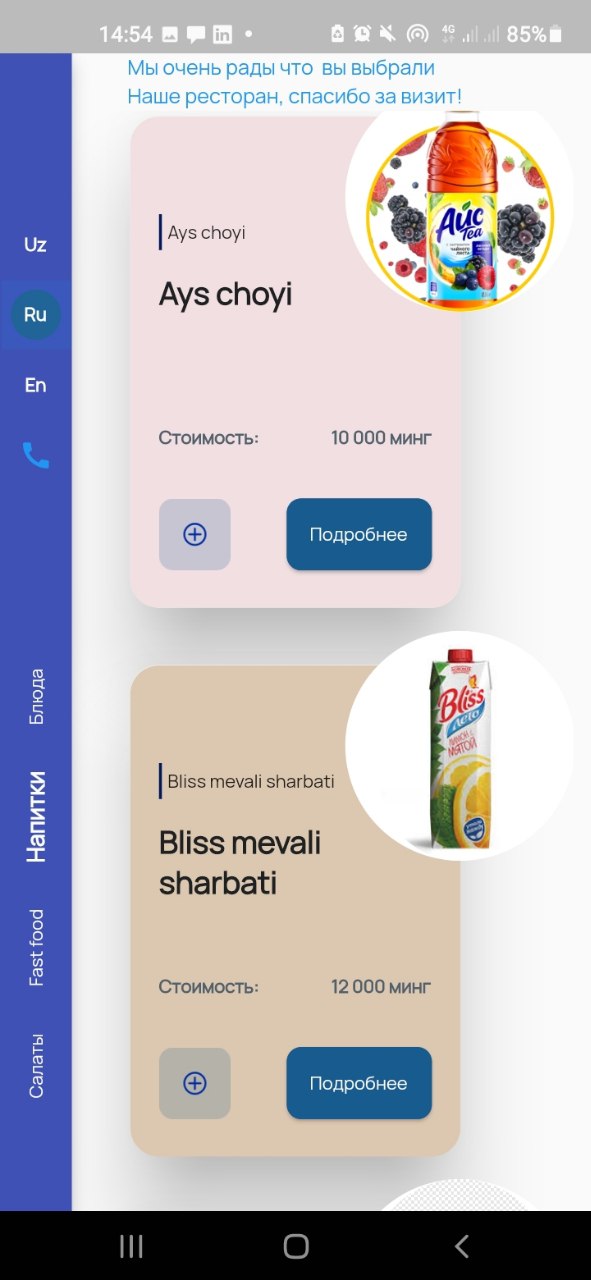 14:54
4G
85%
Мы очень рады что вы выбрали
Наше ресторан, спасибо за визит!
Uz
Ru
En
Блюда
Напитки
Fast food
Салаты
Айс
Tea
Ays choyi
Ays choyi
Стоимость: 10 000 минг
Подробнее
Bliss
Лето
ЛИМОН С
МЯТОЙ
Bliss mevali sharbati
Bliss mevali
sharbati
Стоимость: 12 000 минг
Подробнее